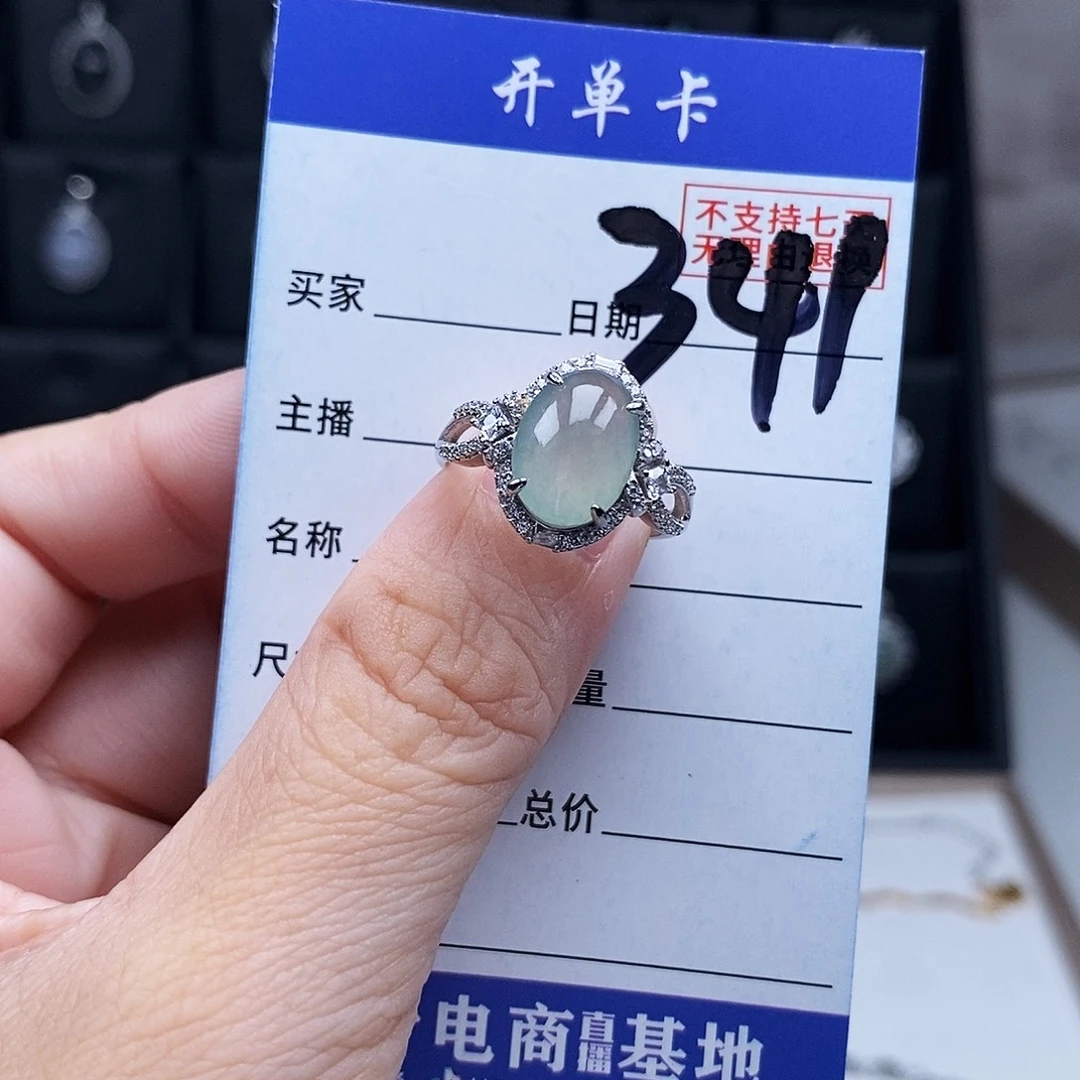 开单卡
不支持七天
无理由退换
341
买家 日期
主播
名称
尺 量
总价
电商直播基地